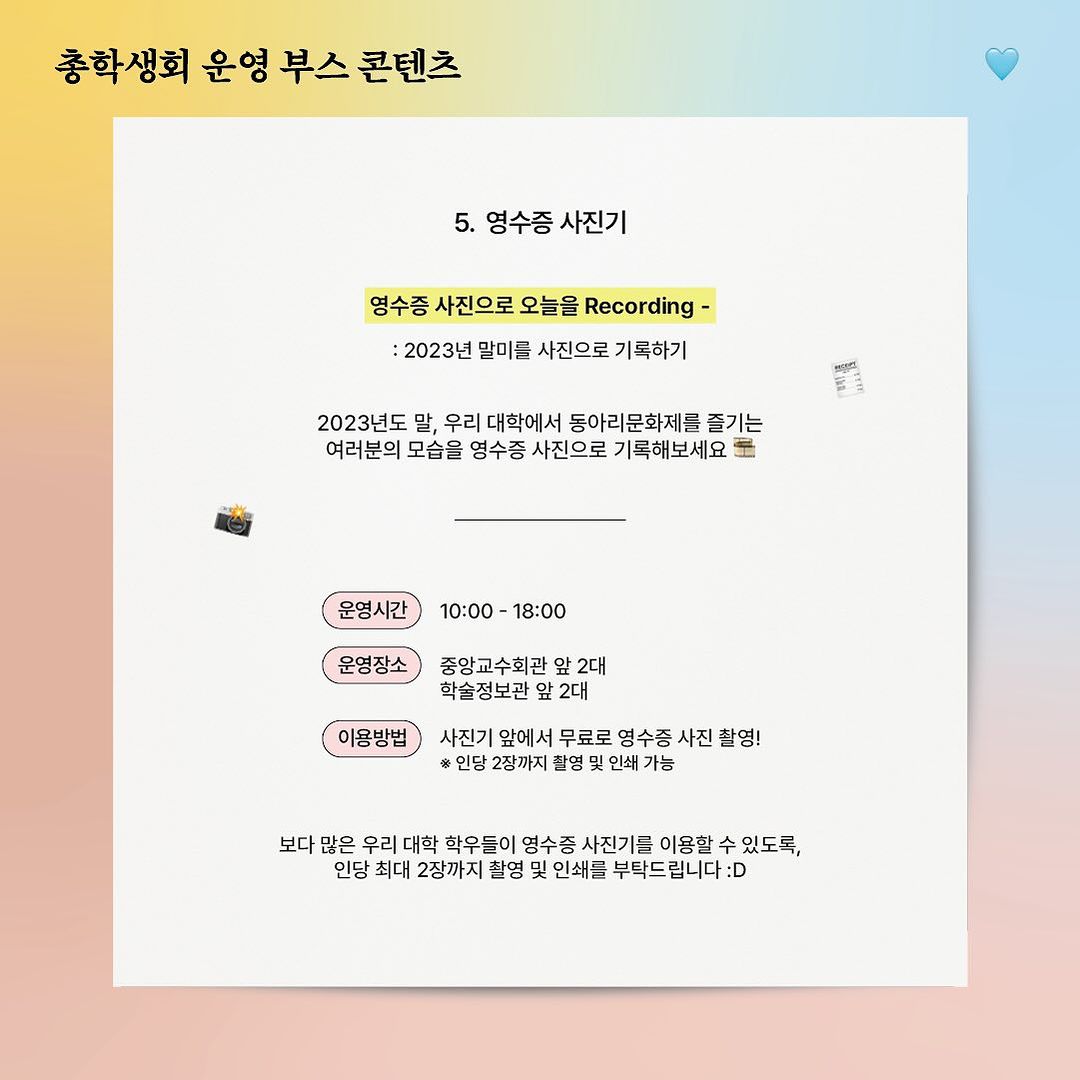 총학생회 운영 부스 콘텐츠
5. 영수증 사진기
영수증 사진으로 오늘을 Recording -
: 2023년 말미를 사진으로 기록하기
RECEIPT
2023년도 말, 우리 대학에서 동아리문화제를 즐기는
여러분의 모습을 영수증 사진으로 기록해보세요
운영시간 10:00 - 18:00
운영장소 중앙교수회관 앞 2대
학술정보관 앞 2대
이용방법 사진기 앞에서 무료로 영수증 사진 촬영!
※ 인당 2장까지 촬영 및 인쇄 가능
보다 많은 우리 대학 학우들이 영수증 사진기를 이용할 수 있도록,
인당 최대 2장까지 촬영 및 인쇄를 부탁드립니다 :D